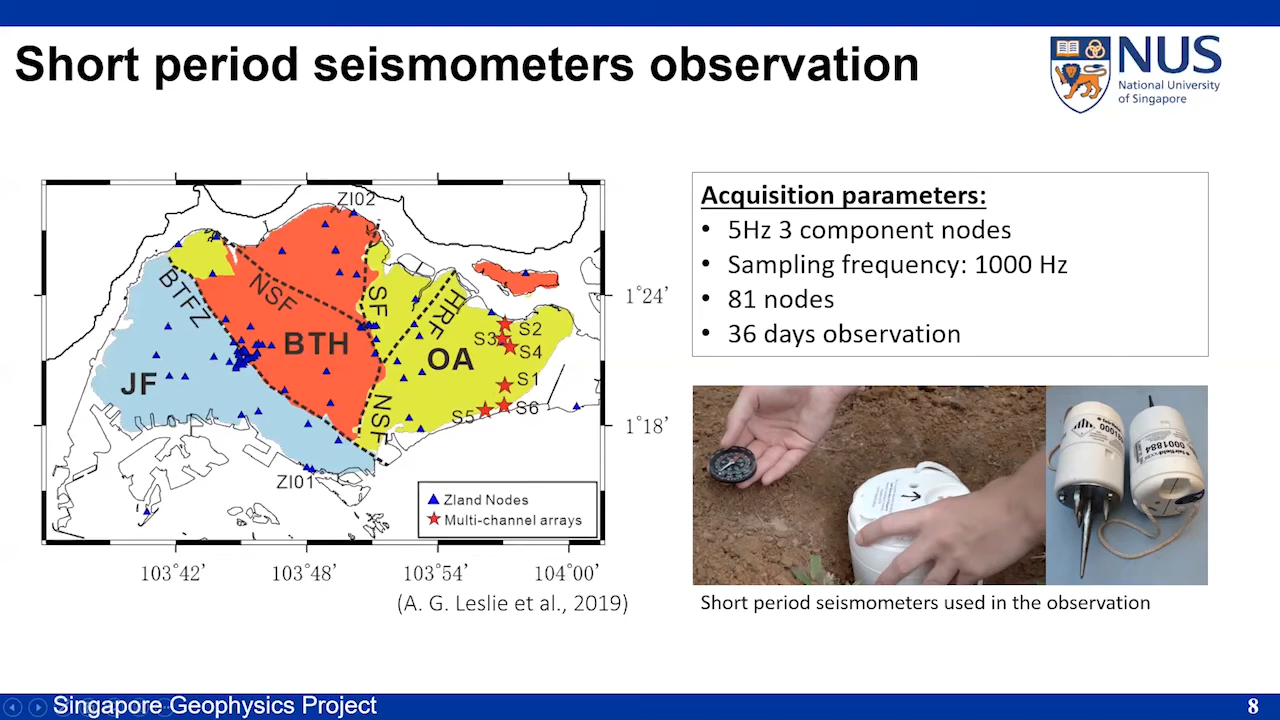 Short period seismometers observation
NUS
National University
of Singapore
ZI02
BTFZ
NSF
SF
HRF
S2
S3
S4
BTH
OA
JF
S1
S5
S6
NSF
ZI01
Zland Nodes
Multi-channel arrays
1°24'
1°18'
103°42'
103°48'
103°54'
104°00'
(A. G. Leslie et al., 2019)
Acquisition parameters:
• 5Hz 3 component nodes
• Sampling frequency: 1000 Hz
• 81 nodes
• 36 days observation
0001884
Short period seismometers used in the observation
Singapore Geophysics Project
8